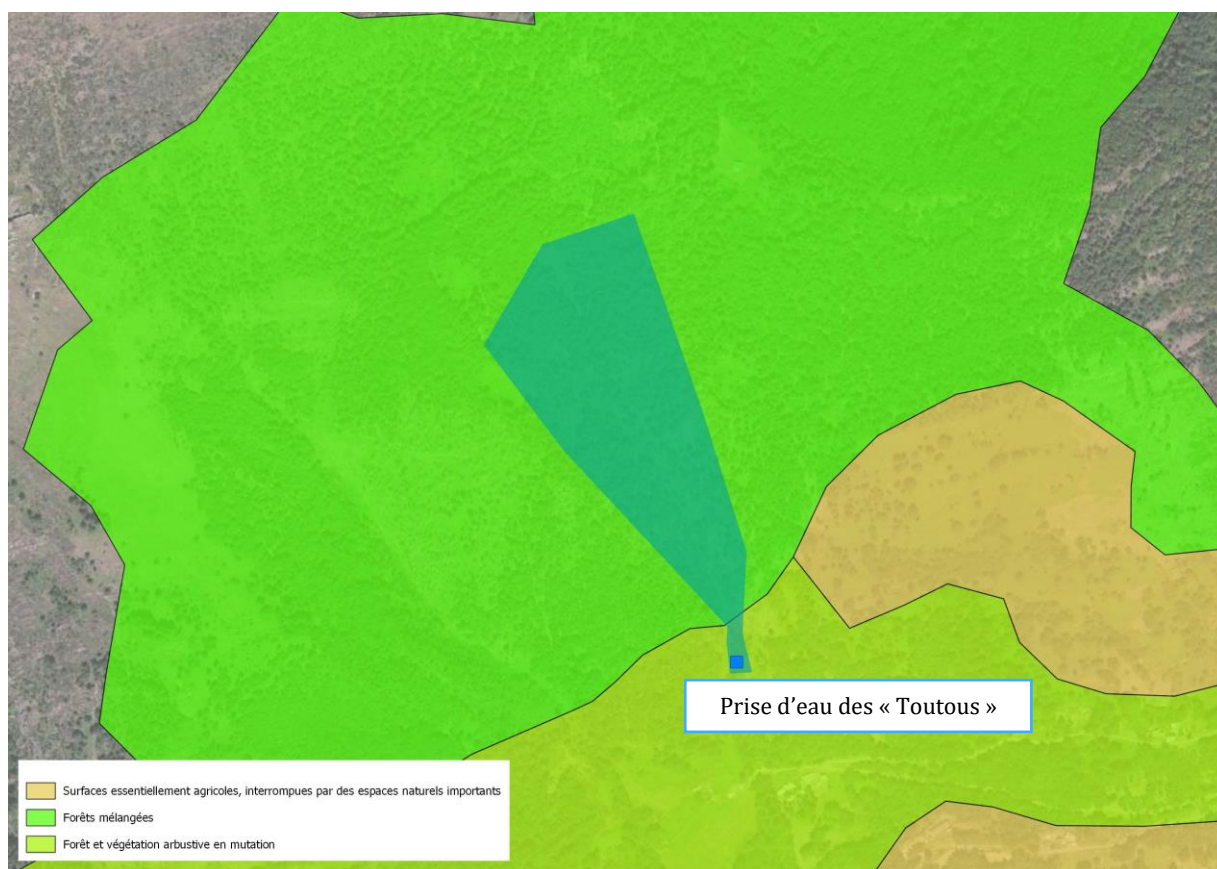 Prise d’eau des « Toutous »
Surfaces essentiellement agricoles, interrompues par des espaces naturels importants
Forêts mélangées
Forêt et végétation arbustive en mutation